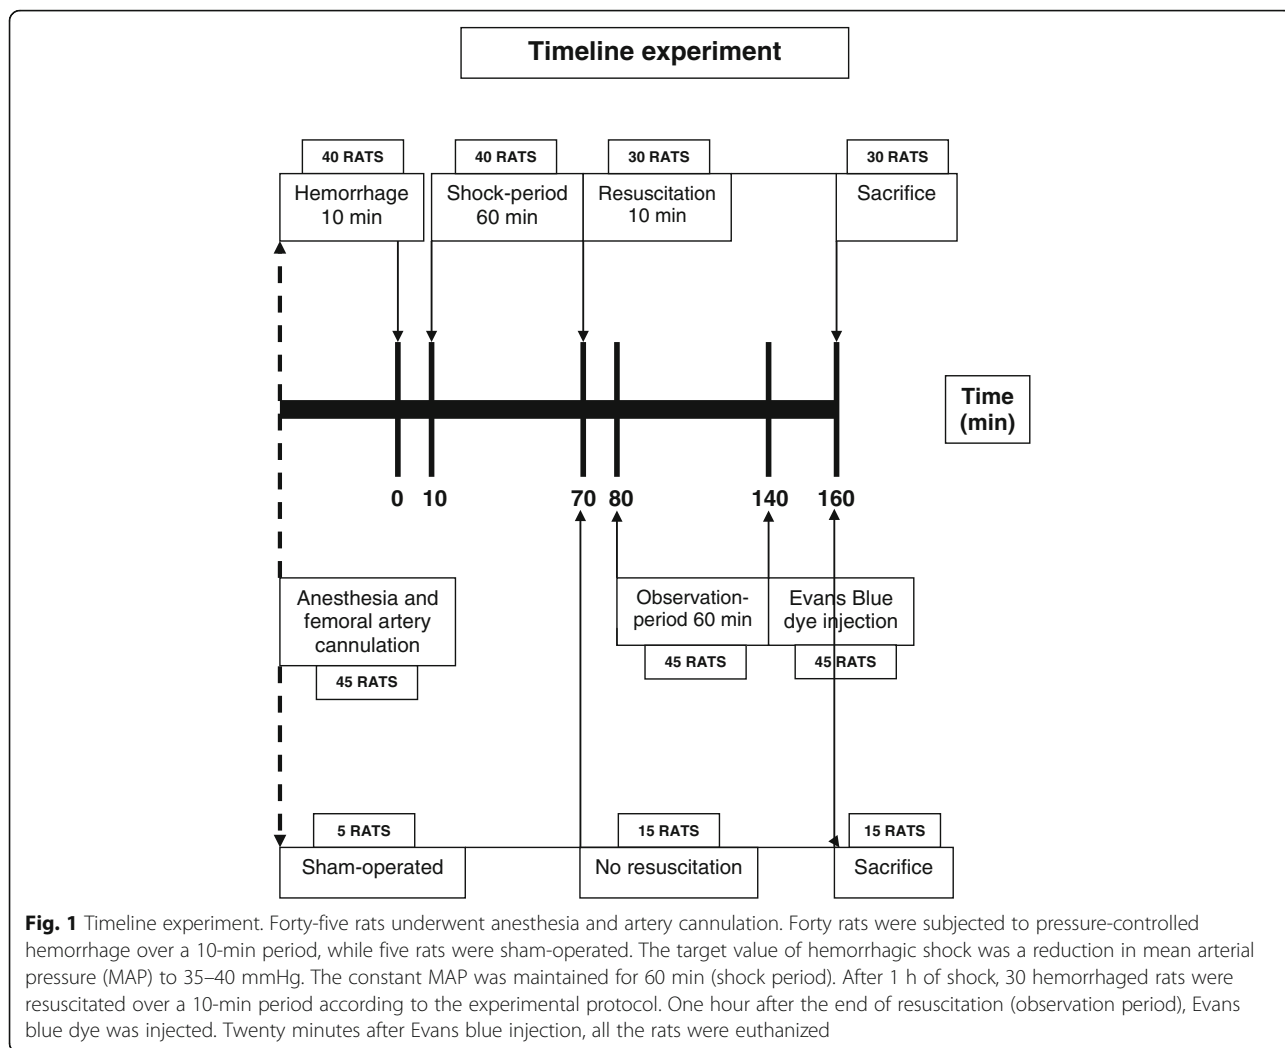 Timeline experiment
40 RATS
40 RATS
30 RATS
30 RATS
Hemorrhage
10 min
Shock-period
60 min
Resuscitation
10 min
Sacrifice
Time
(min)
0 10 70 80 140 160
Anesthesia and
femoral artery
cannulation
45 RATS
Observation-
period 60 min
45 RATS
Evans Blue
dye injection
45 RATS
5 RATS
15 RATS
15 RATS
Sham-operated
No resuscitation
Sacrifice
Fig. 1 Timeline experiment. Forty-five rats underwent anesthesia and artery cannulation. Forty rats were subjected to pressure-controlled
hemorrhage over a 10-min period, while five rats were sham-operated. The target value of hemorrhagic shock was a reduction in mean arterial
pressure (MAP) to 35–40 mmHg. The constant MAP was maintained for 60 min (shock period). After 1 h of shock, 30 hemorrhaged rats were
resuscitated over a 10-min period according to the experimental protocol. One hour after the end of resuscitation (observation period), Evans
blue dye was injected. Twenty minutes after Evans blue injection, all the rats were euthanized